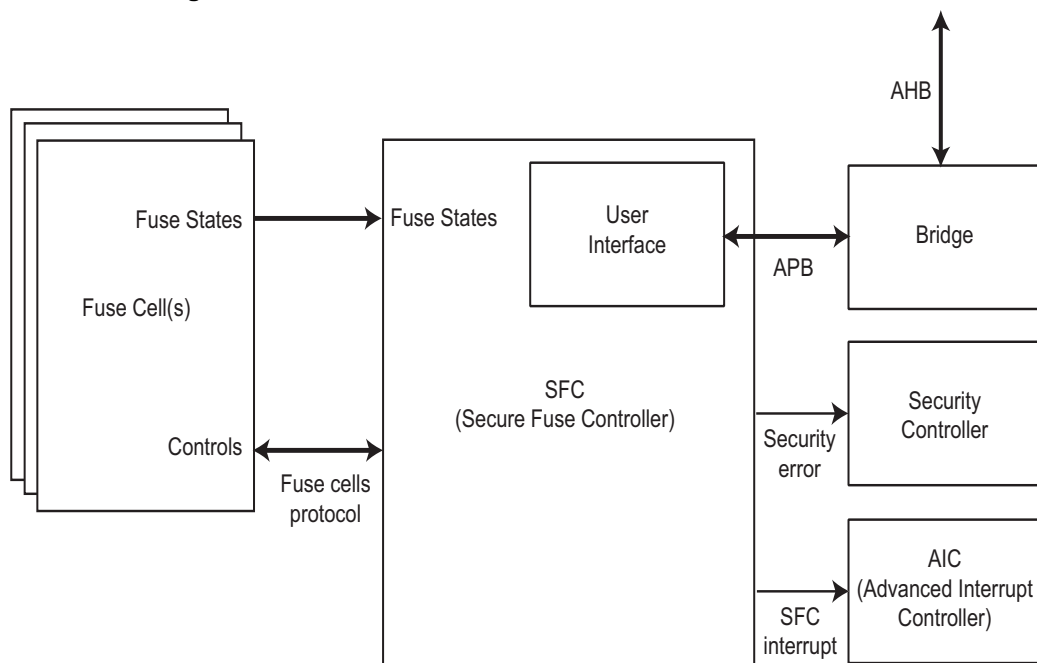 AHB
Fuse States
Fuse States
User
Interface
Bridge
APB
Fuse Cell(s)
SFC
(Secure Fuse Controller)
Security
Controller
Security
error
Controls
Fuse cells
protocol
AIC
(Advanced Interrupt
Controller)
SFC
interrupt